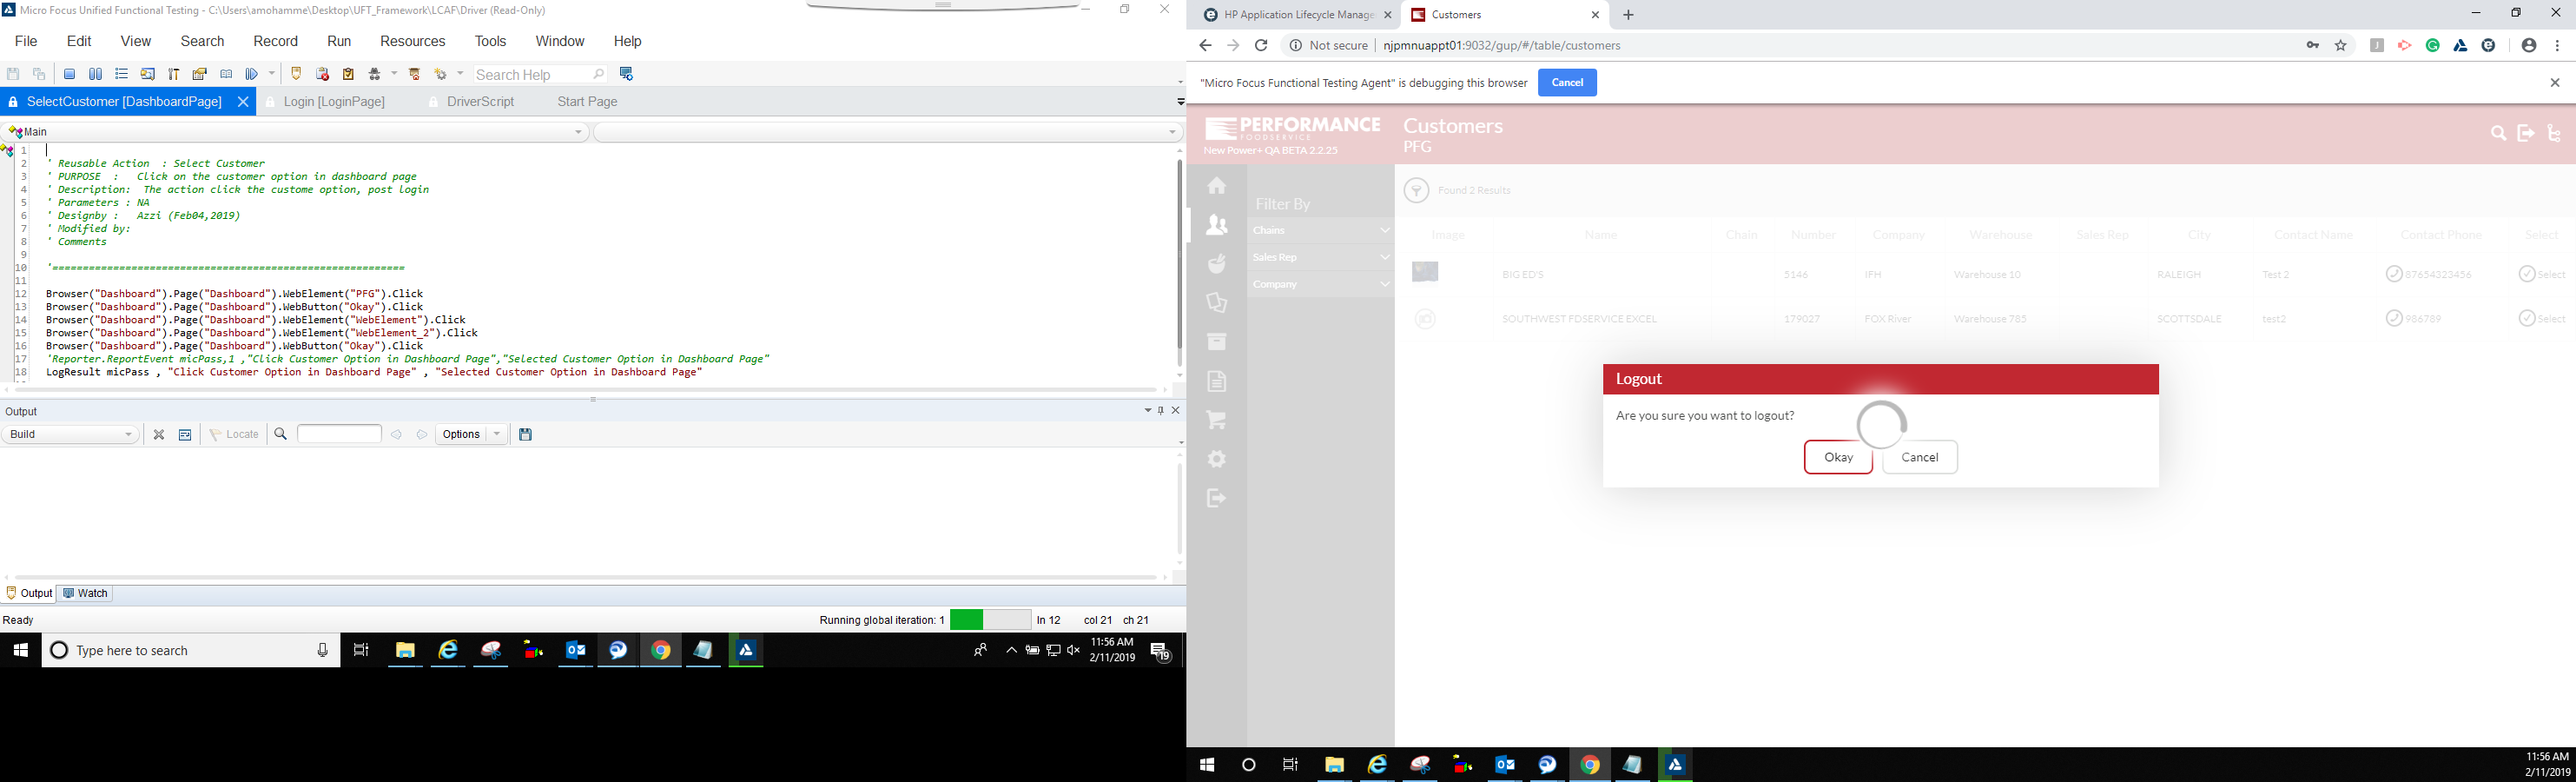 Micro Focus Unified Functional Testing - C:\Users\amohamme\Desktop\UFT_Framework\LCAF\Driver (Read-Only)
File Edit View Search Record Run Resources Tools Window Help
Search Help
SelectCustomer [DashboardPage] Login [LoginPage] DriverScript Start Page
Main
1
2 ' Reusable Action : Select Customer
3 ' PURPOSE : Click on the customer option in dashboard page
4 ' Description: The action click the custome option, post login
5 ' Parameters : NA
6 ' Designby : Azzi (Feb04,2019)
7 ' Modified by:
8 ' Comments
9
10 '==========================================================
11
12 Browser("Dashboard").Page("Dashboard").WebElement("PFG").Click
13 Browser("Dashboard").Page("Dashboard").WebButton("Okay").Click
14 Browser("Dashboard").Page("Dashboard").WebElement("WebElement").Click
15 Browser("Dashboard").Page("Dashboard").WebElement("WebElement_2").Click
16 Browser("Dashboard").Page("Dashboard").WebButton("Okay").Click
17 'Reporter.ReportEvent micPass,1 ,"Click Customer Option in Dashboard Page","Selected Customer Option in Dashboard Page"
18 LogResult micPass , "Click Customer Option in Dashboard Page" , "Selected Customer Option in Dashboard Page"
Output
Build Locate Options
Output Watch
Ready Running global iteration: 1 ln 12 col 21 ch 21
Type here to search
11:56 AM
2/11/2019
19
HP Application Lifecycle Manage Customers
Not secure njpmnuappt01:9032/gup/#/table/customers
"Micro Focus Functional Testing Agent" is debugging this browser Cancel
PERFORMANCE
FOODSERVICE
New Power+ QA BETA 2.2.25
Customers
PFG
Filter By
Chains
Sales Rep
Company
Found 2 Results
Image Name Chain Number Company Warehouse Sales Rep City Contact Name Contact Phone Select
BIG ED'S 5146 IFH Warehouse 10 RALEIGH Test 2 87654323456 Select
SOUTHWEST FDSERVICE EXCEL 179027 FOX River Warehouse 785 SCOTTSDALE test2 986789 Select
Logout
Are you sure you want to logout?
Okay Cancel
11:56 AM
2/11/2019